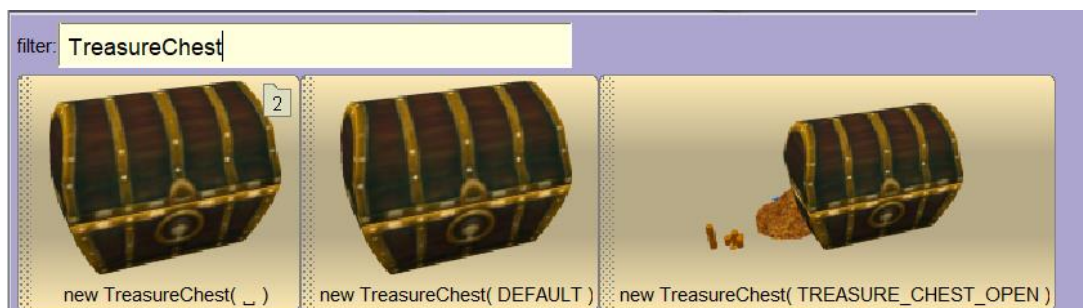 filter: TreasureChest
2
new TreasureChest( ⎵ ) new TreasureChest( DEFAULT ) new TreasureChest( TREASURE_CHEST_OPEN )